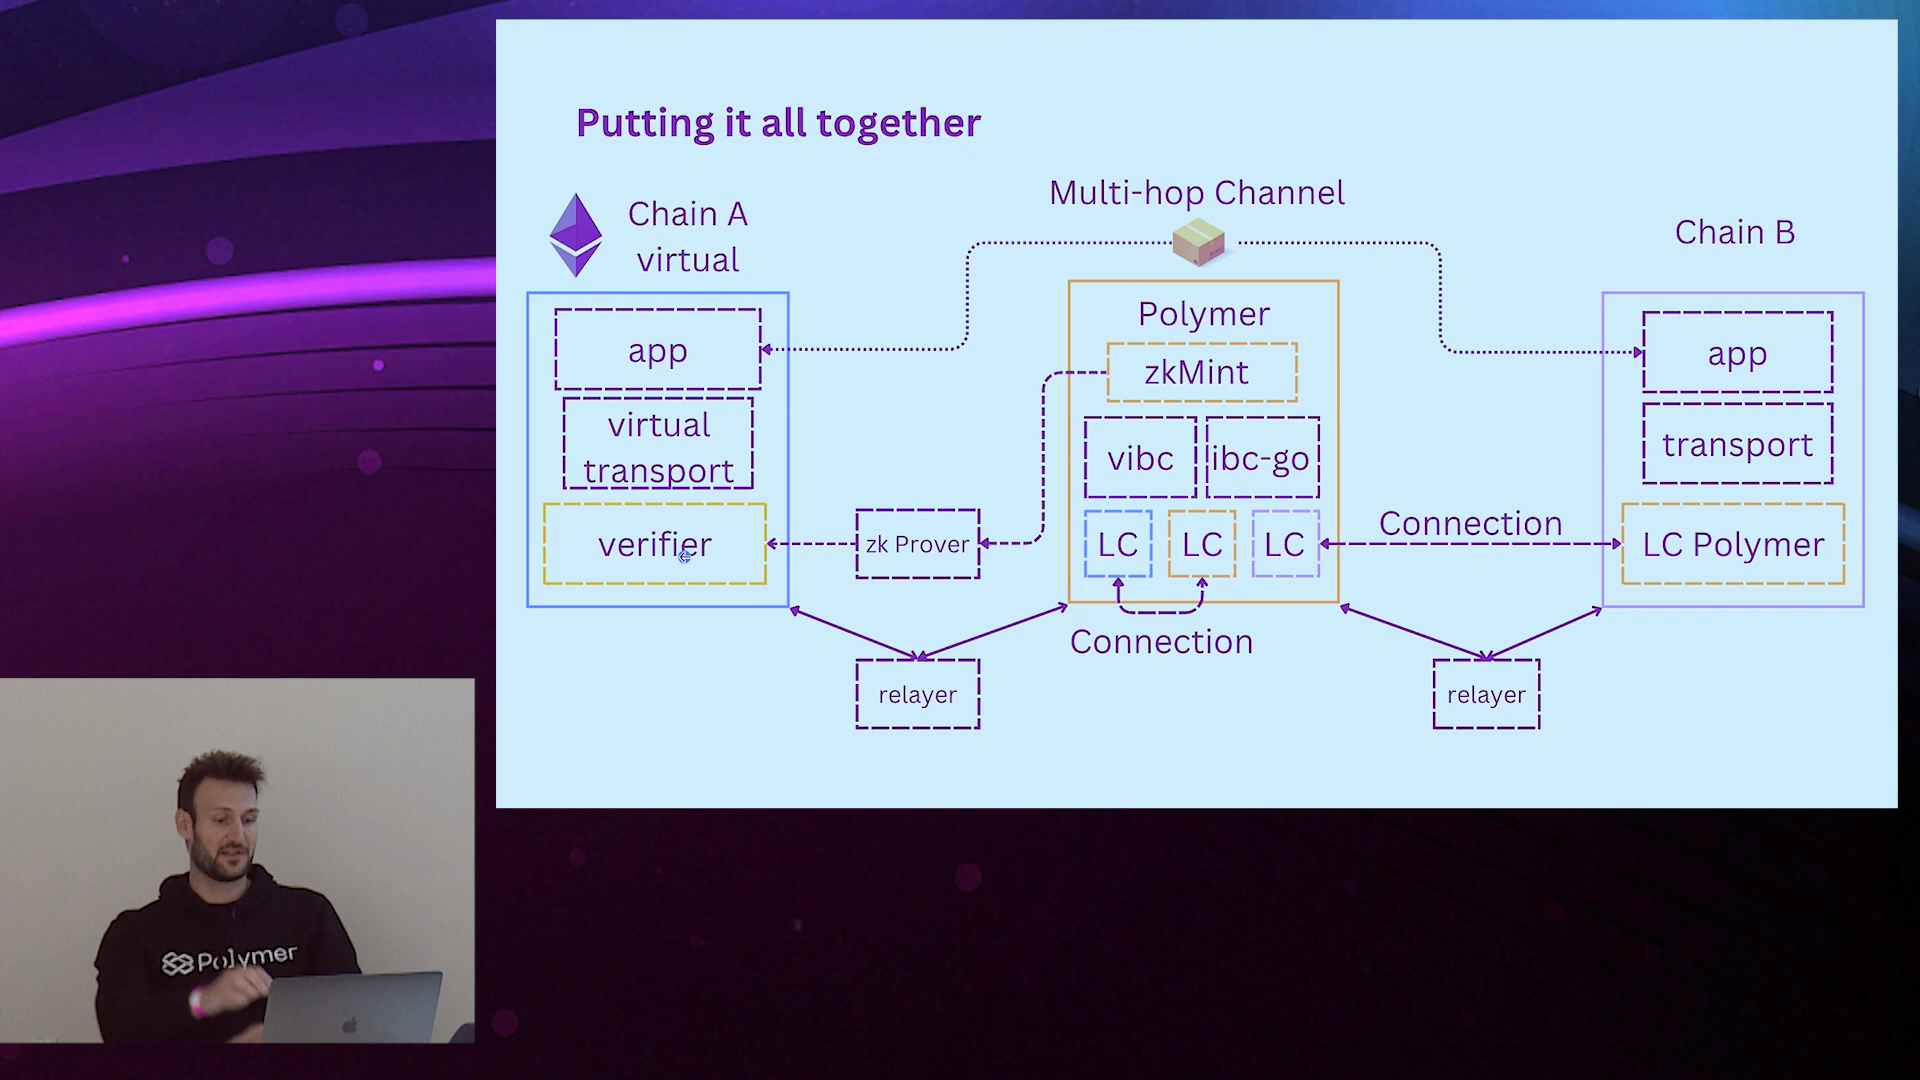 Putting it all together
Multi-hop Channel
Chain A
virtual
Chain B
app
virtual
transport
verifier
zk Prover
relayer
Polymer
zkMint
vibc
ibc-go
LC
LC
LC
Connection
Connection
app
transport
LC Polymer
relayer
Polymer